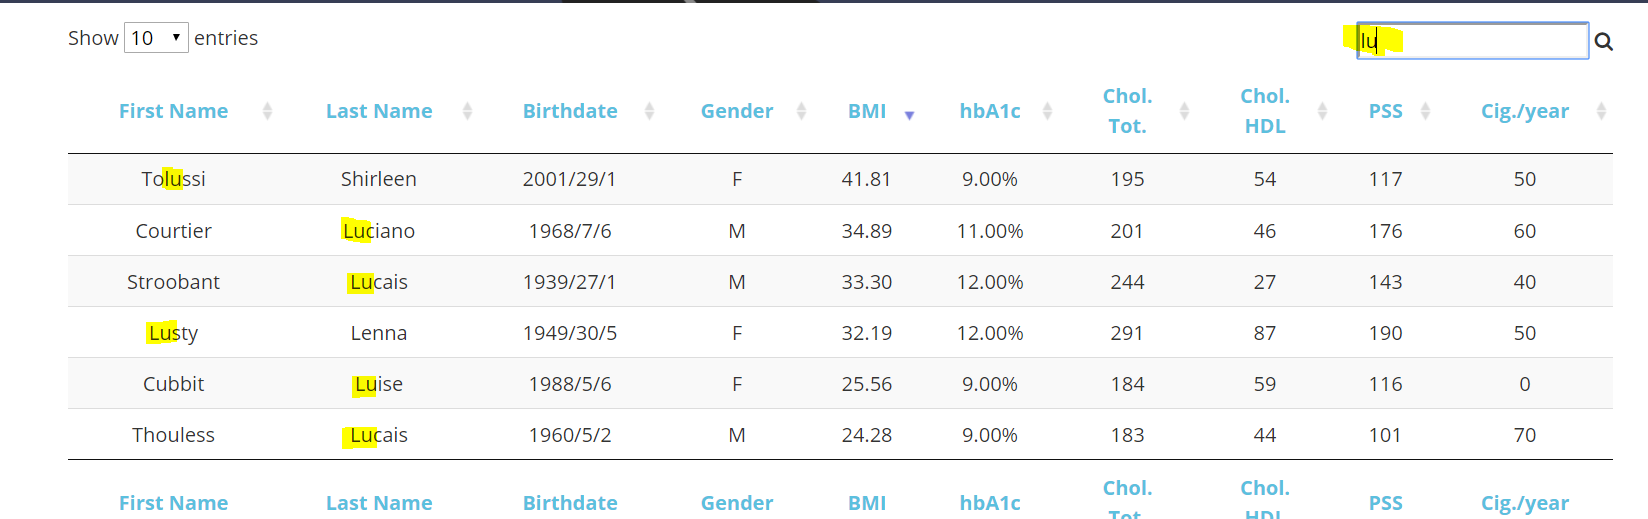 Show 10 entries lu
First Name Last Name Birthdate Gender BMI hbA1c Chol. Tot. Chol. HDL PSS Cig./year
Tolussi Shirleen 2001/29/1 F 41.81 9.00% 195 54 117 50
Courtier Luciano 1968/7/6 M 34.89 11.00% 201 46 176 60
Stroobant Lucais 1939/27/1 M 33.30 12.00% 244 27 143 40
Lusty Lenna 1949/30/5 F 32.19 12.00% 291 87 190 50
Cubbit Luise 1988/5/6 F 25.56 9.00% 184 59 116 0
Thouless Lucais 1960/5/2 M 24.28 9.00% 183 44 101 70
First Name Last Name Birthdate Gender BMI hbA1c Chol. Tot. Chol. HDL PSS Cig./year